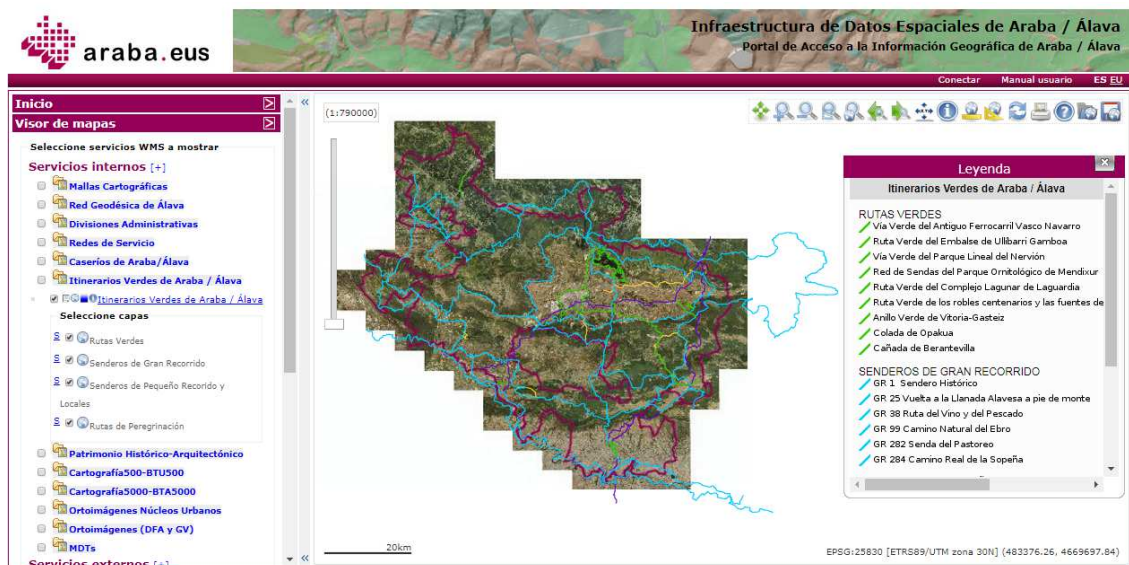 araba.eus
Infraestructura de Datos Espaciales de Araba / Álava
Portal de Acceso a la Información Geográfica de Araba / Álava
Conectar Manual usuario ES EU
Inicio
Visor de mapas
Seleccione servicios WMS a mostrar
Servicios internos [+]
Mallas Cartográficas
Red Geodésica de Álava
Divisiones Administrativas
Redes de Servicio
Caseríos de Araba/Álava
Itinerarios Verdes de Araba / Álava
Itinerarios Verdes de Araba / Álava
Seleccione capas
S Rutas Verdes
S Senderos de Gran Recorrido
S Senderos de Pequeño Recorido y
Locales
S Rutas de Peregrinación
Patrimonio Histórico-Arquitectónico
Cartografía500-BTU500
Cartografía5000-BTA5000
Ortoimágenes Núcleos Urbanos
Ortoimágenes (DFA y GV)
MDTs
Servicios externos [+]
(1:790000)
20km
Leyenda
Itinerarios Verdes de Araba / Álava
RUTAS VERDES
Vía Verde del Antiguo Ferrocarril Vasco Navarro
Ruta Verde del Embalse de Ullibarri Gamboa
Vía Verde del Parque Lineal del Nervión
Red de Sendas del Parque Ornitológico de Mendixur
Ruta Verde del Complejo Lagunar de Laguardia
Ruta Verde de los robles centenarios y las fuentes de
Anillo Verde de Vitoria-Gasteiz
Colada de Opakua
Cañada de Berantevilla
SENDEROS DE GRAN RECORRIDO
GR 1 Sendero Histórico
GR 25 Vuelta a la Llanada Alavesa a pie de monte
GR 38 Ruta del Vino y del Pescado
GR 99 Camino Natural del Ebro
GR 282 Senda del Pastoreo
GR 284 Camino Real de la Sopeña
EPSG:25830 [ETRS89/UTM zona 30N] (483376.26, 4669697.84)